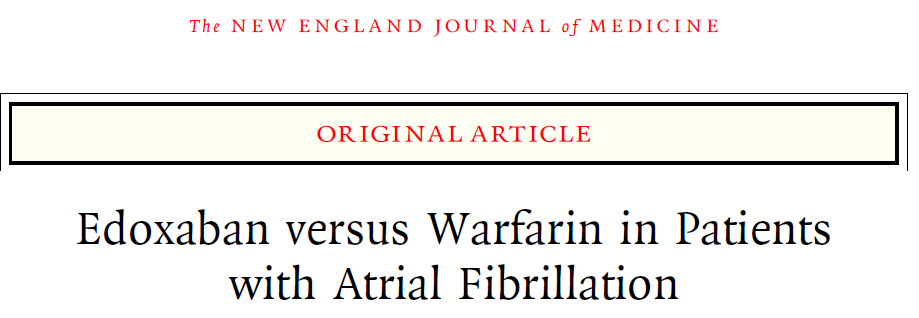 The NEW ENGLAND JOURNAL of MEDICINE
ORIGINAL ARTICLE
Edoxaban versus Warfarin in Patients
with Atrial Fibrillation